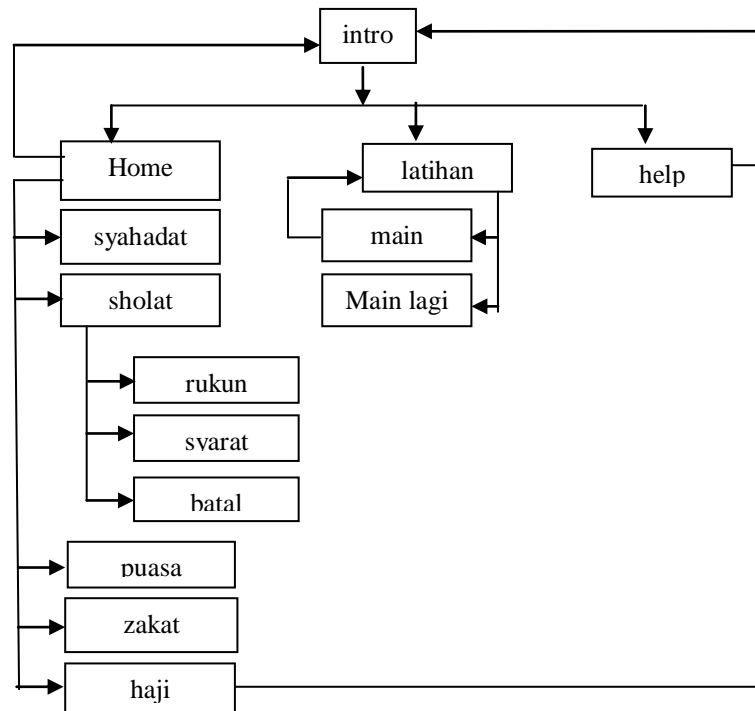 intro
Home
latihan
help
syahadat
main
sholat
Main lagi
rukun
syarat
batal
puasa
zakat
haji